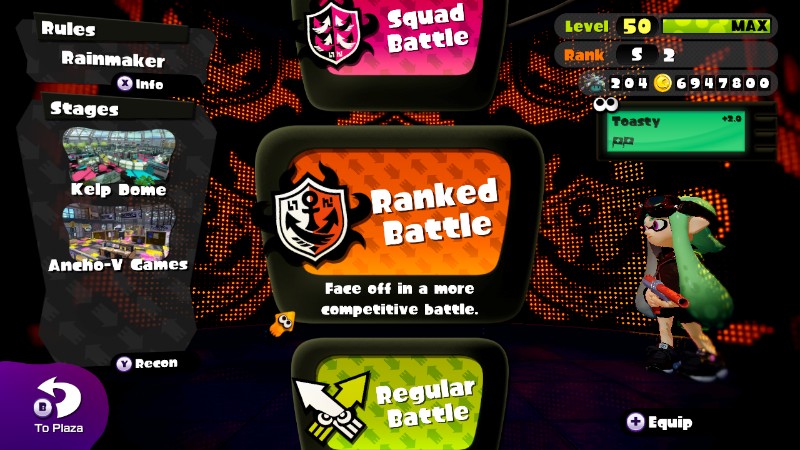 Rules
Rainmaker
X Info
Stages
Kelp Dome
Ancho-V Games
Y Recon
B
To Plaza
Squad
Battle
Ranked
Battle
Face off in a more
competitive battle.
Regular
Battle
Level 50 MAX
Rank S 2
204 6947800
Toasty +2.0
+ Equip